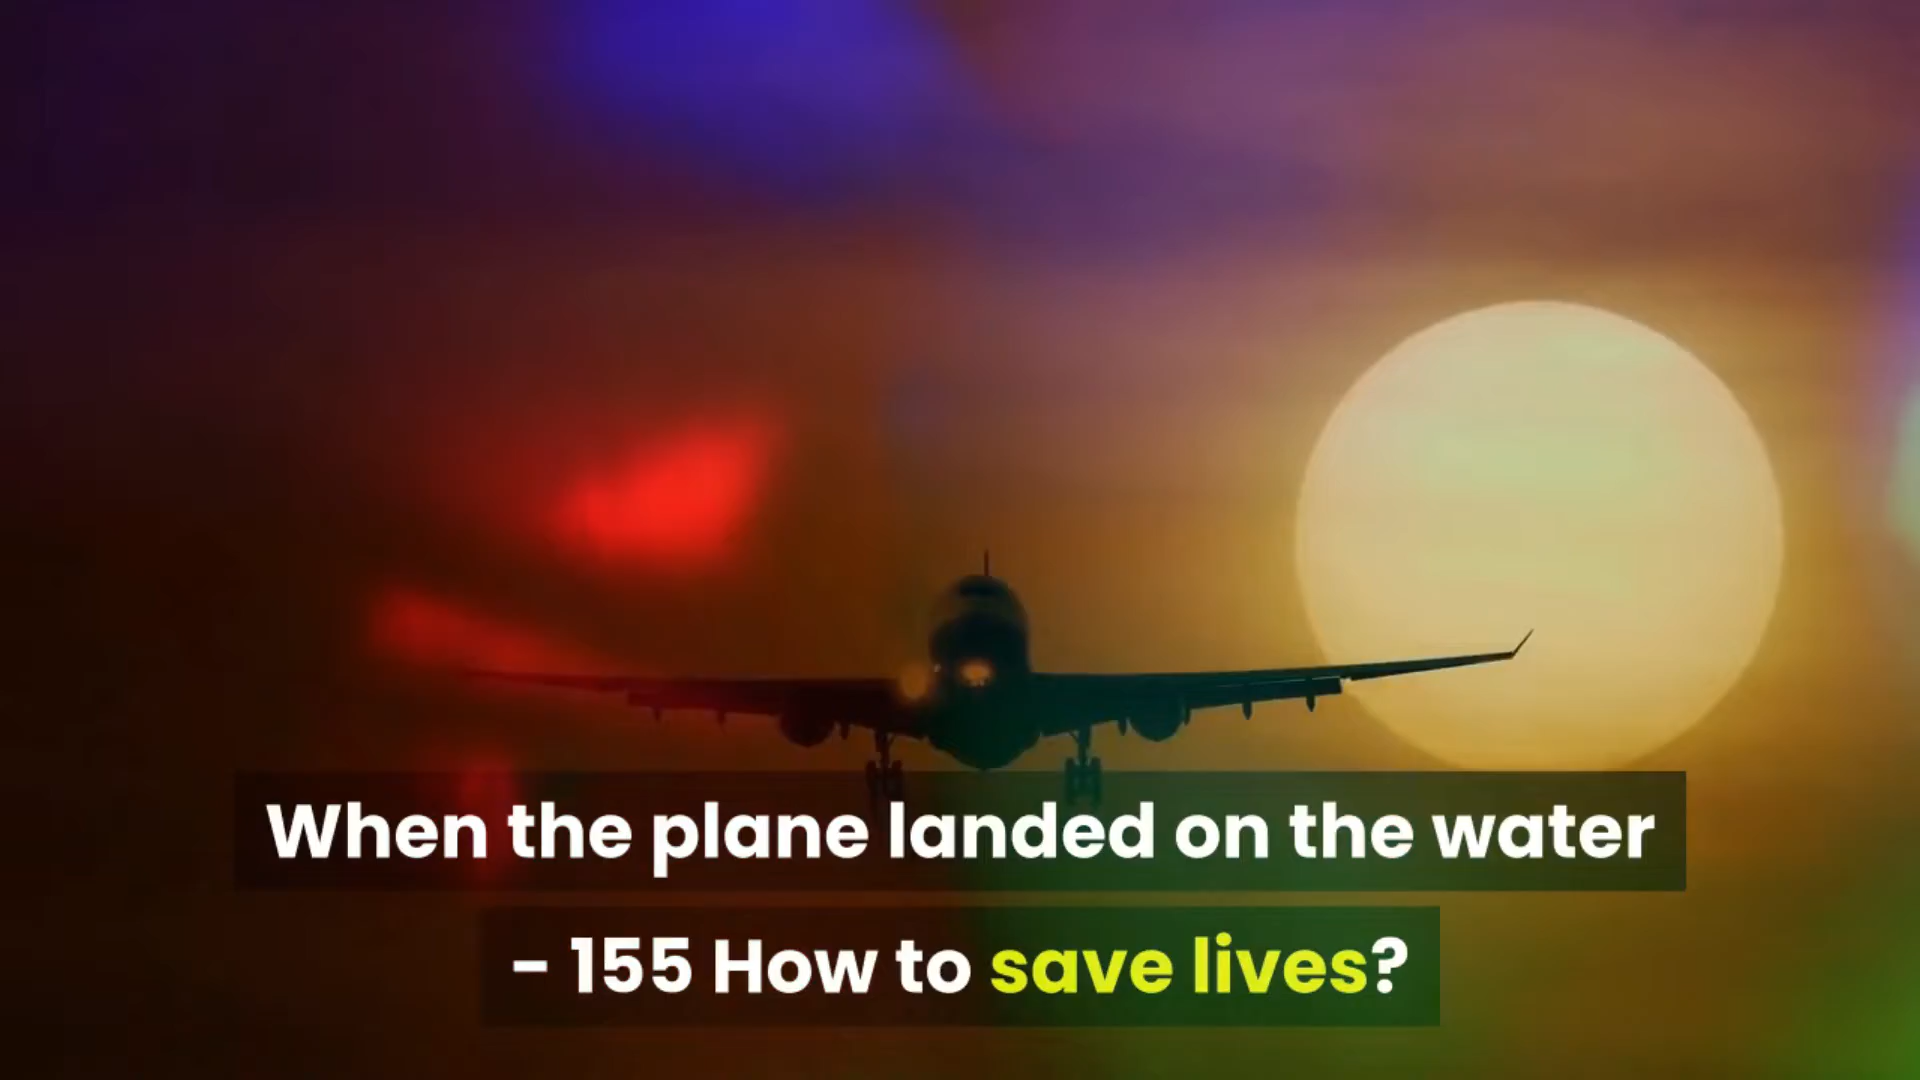 When the plane landed on the water
- 155 How to save lives?